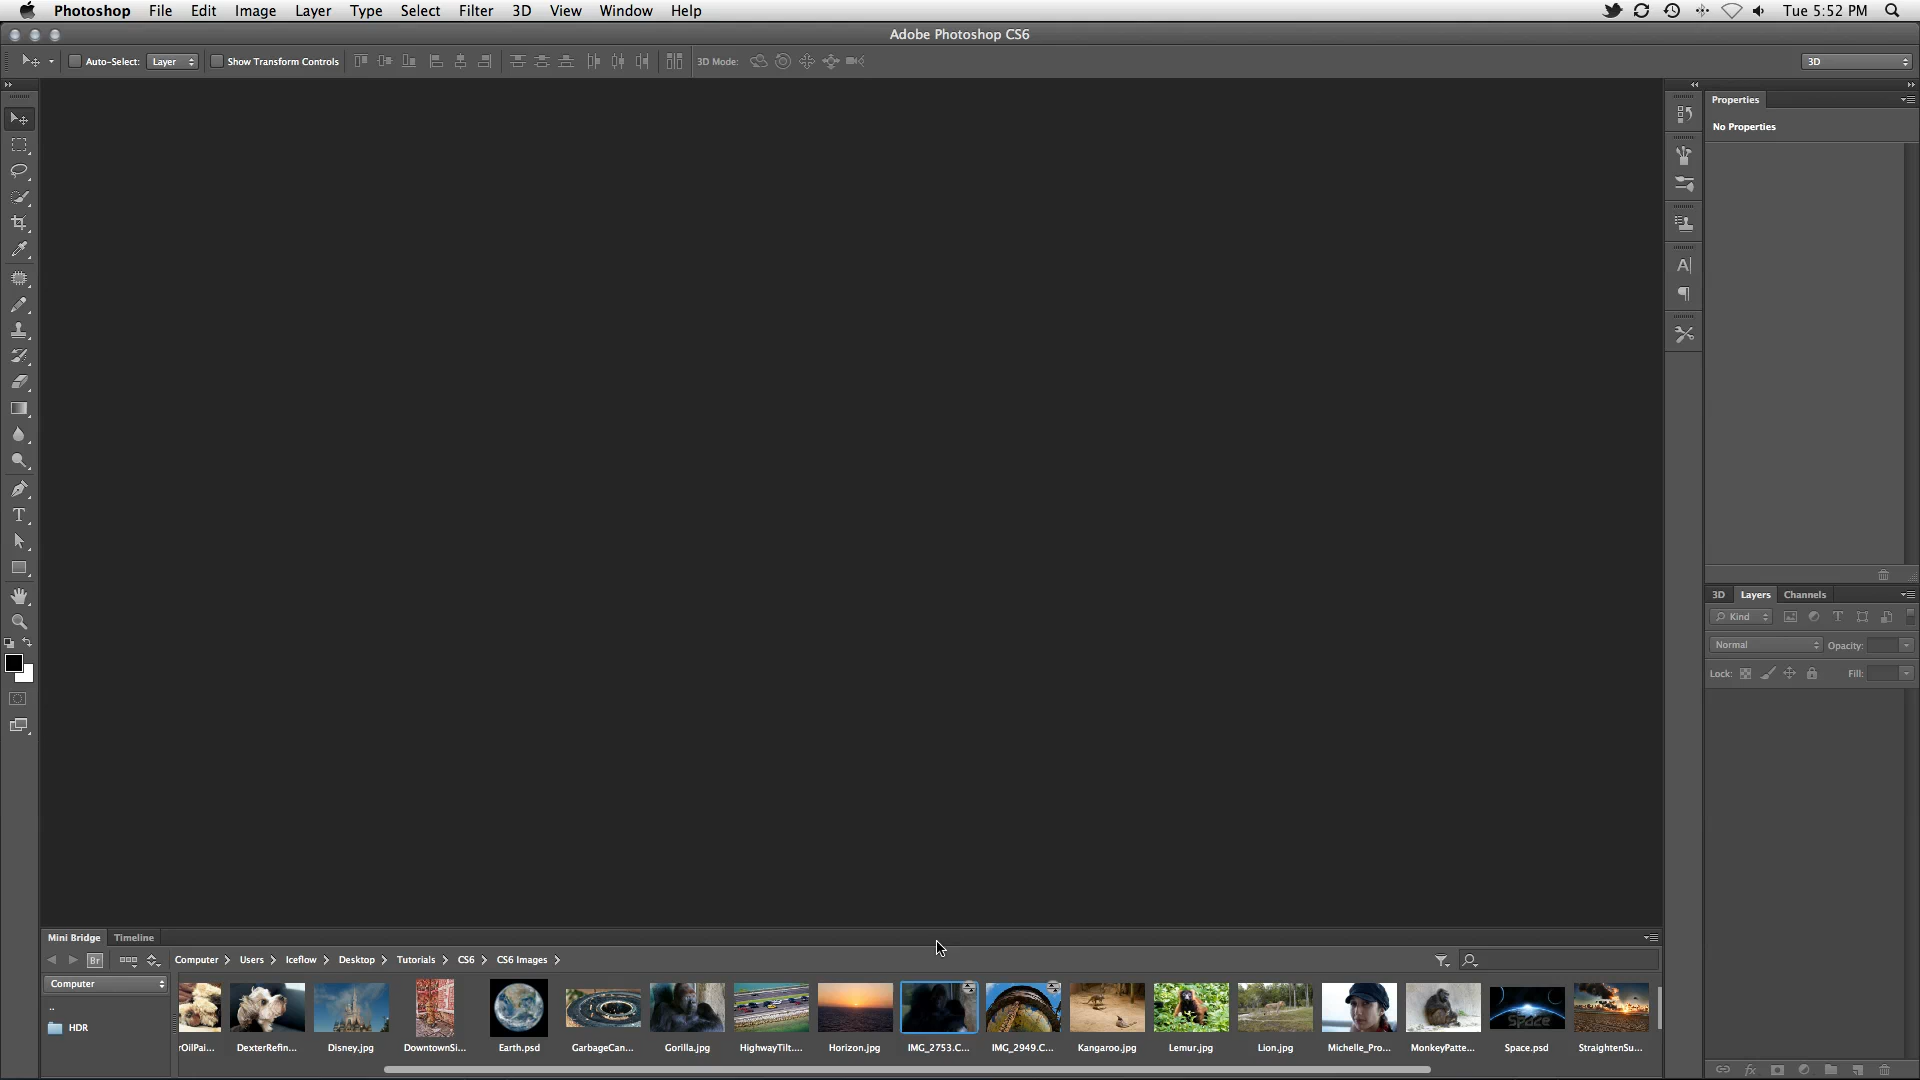 Photoshop File Edit Image Layer Type Select Filter 3D View Window Help Tue 5:52 PM
Adobe Photoshop CS6
Auto-Select: Layer Show Transform Controls 3D Mode: 3D
Properties
No Properties
A|
T
3D Layers Channels
Kind
Normal Opacity:
Lock: Fill:
Mini Bridge Timeline
Br Computer Users Iceflow Desktop Tutorials CS6 CS6 Images
Computer
..
HDR
rOilPai... DexterRefin... Disney.jpg DowntownSi... Earth.psd GarbageCan... Gorilla.jpg HighwayTilt.... Horizon.jpg IMG_2753.C... IMG_2949.C... Kangaroo.jpg Lemur.jpg Lion.jpg Michelle_Pro... MonkeyPatte... Space.psd StraightenSu...
Space
fx